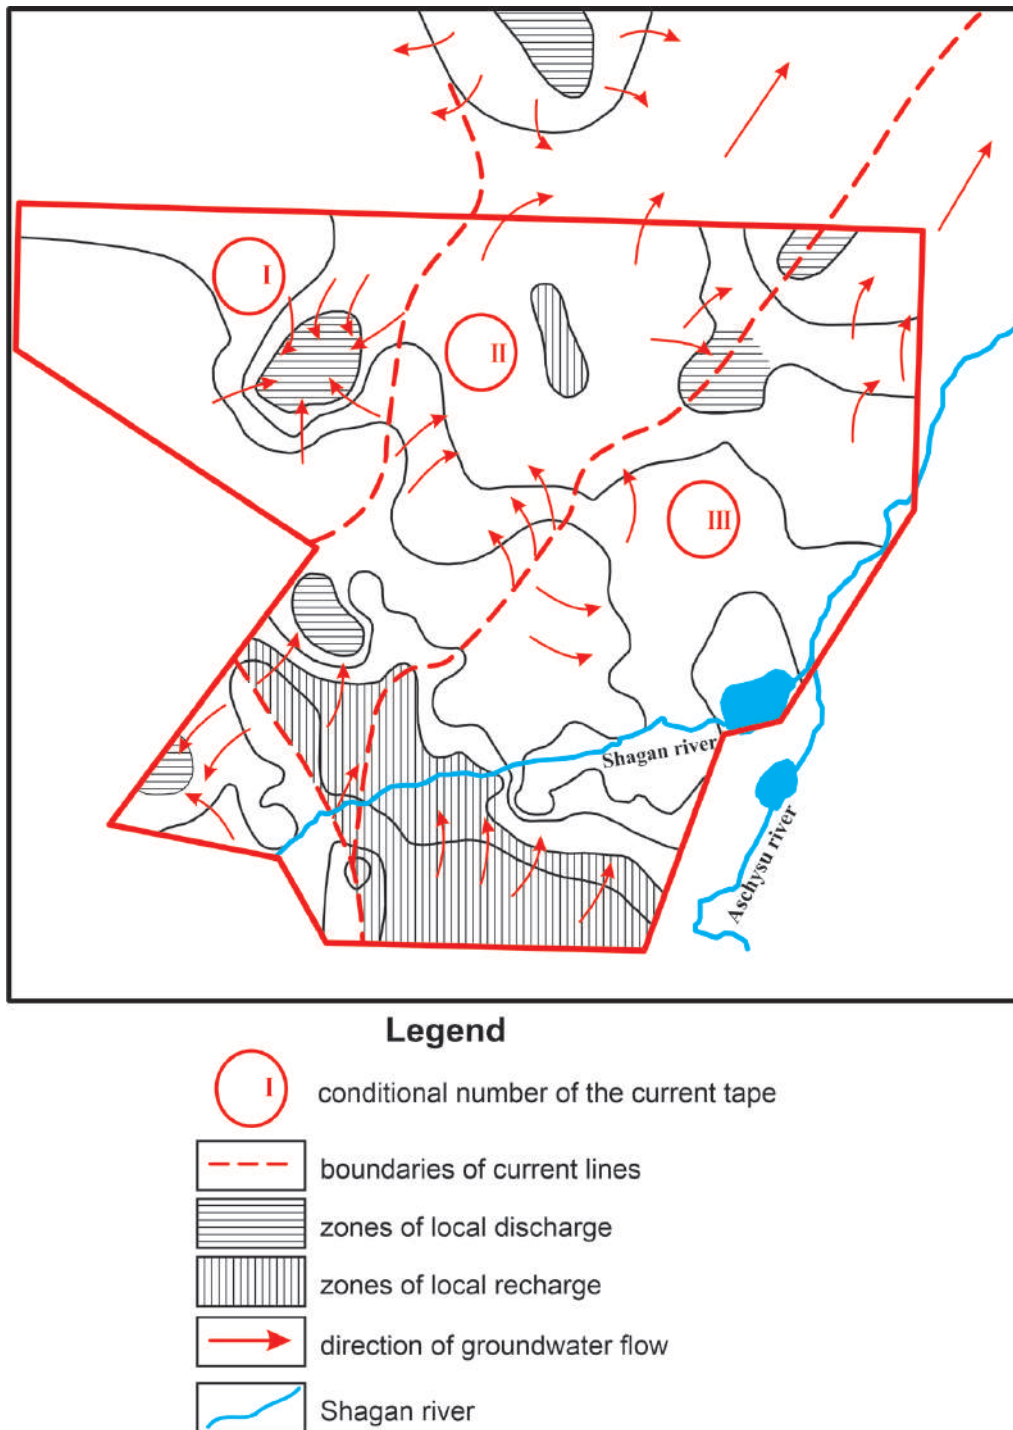 I
II
III
Shagan river
Aschysu river
Legend
I conditional number of the current tape
boundaries of current lines
zones of local discharge
zones of local recharge
direction of groundwater flow
Shagan river